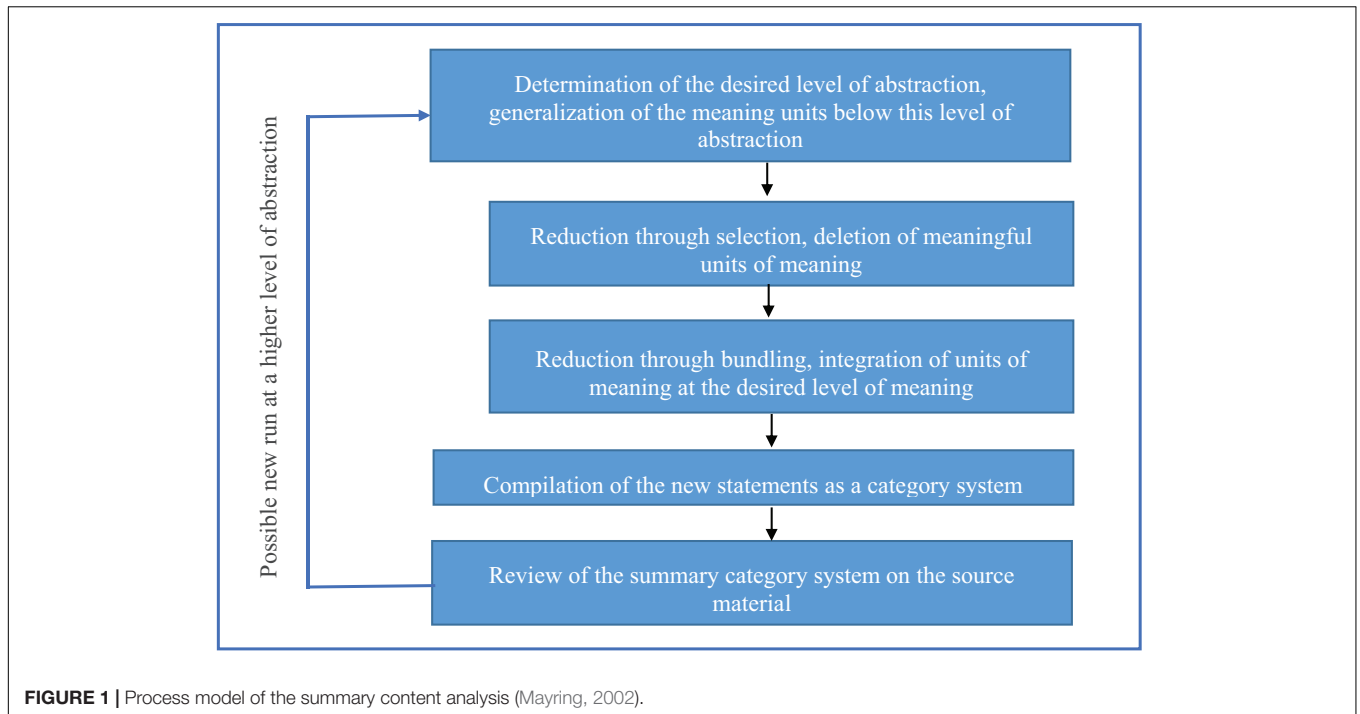 Possible new run at a higher level of abstraction
Determination of the desired level of abstraction,
generalization of the meaning units below this level of
abstraction
Reduction through selection, deletion of meaningful
units of meaning
Reduction through bundling, integration of units of
meaning at the desired level of meaning
Compilation of the new statements as a category system
Review of the summary category system on the source
material
FIGURE 1 | Process model of the summary content analysis (Mayring, 2002).